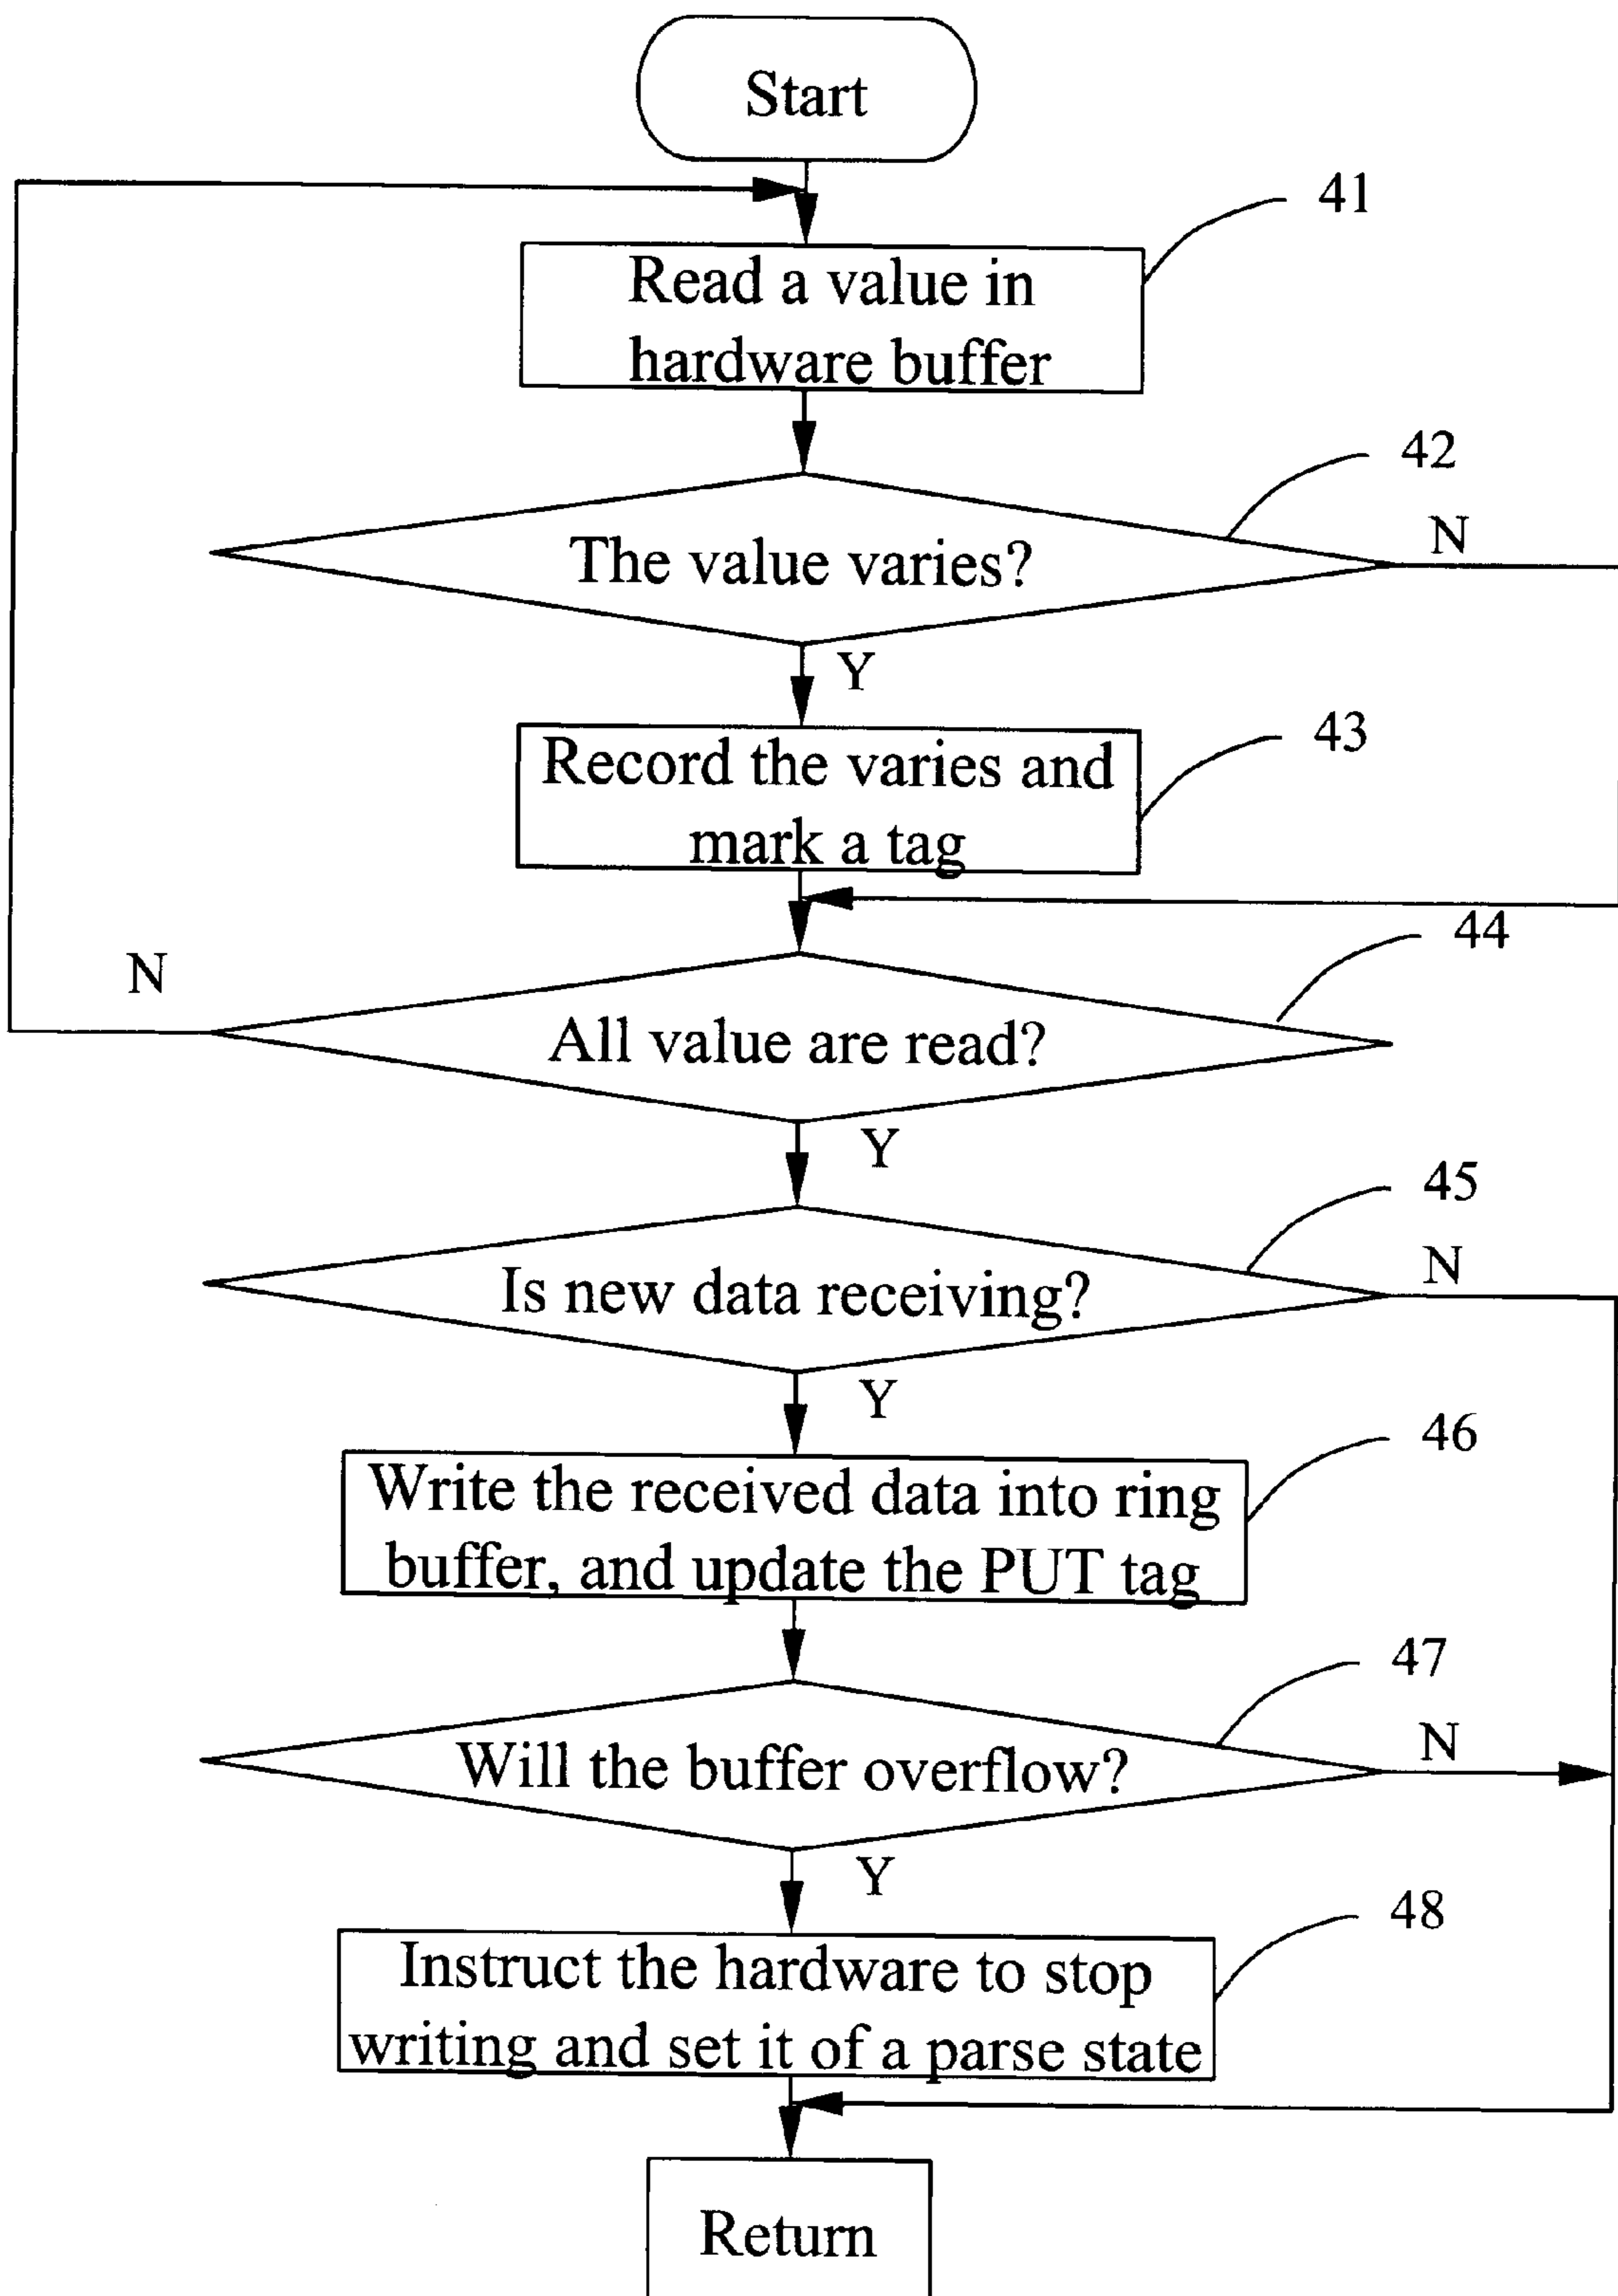 Start
41
Read a value in
hardware buffer
42
N
The value varies?
Y
43
Record the varies and
mark a tag
44
N
All value are read?
Y
45
N
Is new data receiving?
Y
46
Write the received data into ring
buffer, and update the PUT tag
47
N
Will the buffer overflow?
Y
48
Instruct the hardware to stop
writing and set it of a parse state
Return